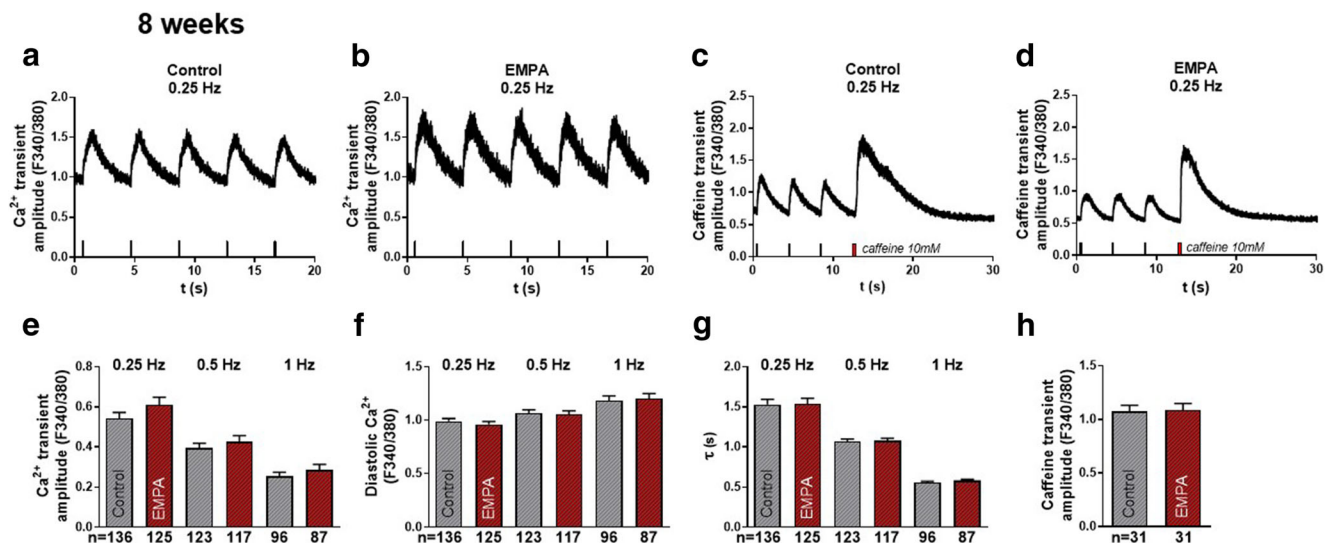 8 weeks
a
Control
0.25 Hz
Ca2+ transient
amplitude (F340/380)
2.0
1.5
1.0
0.5
0.0
0 5 10 15 20
t (s)
b
EMPA
0.25 Hz
Ca2+ transient
amplitude (F340/380)
2.0
1.5
1.0
0.5
0.0
0 5 10 15 20
t (s)
c
Control
0.25 Hz
Caffeine transient
amplitude (F340/380)
2.5
2.0
1.5
1.0
0.5
0.0
caffeine 10mM
0 10 20 30
t (s)
d
EMPA
0.25 Hz
Caffeine transient
amplitude (F340/380)
2.5
2.0
1.5
1.0
0.5
0.0
caffeine 10mM
0 10 20 30
t (s)
e
0.25 Hz 0.5 Hz 1 Hz
Ca2+ transient
amplitude (F340/380)
0.8
0.6
0.4
0.2
0.0
Control
EMPA
n=136 125 123 117 96 87
f
0.25 Hz 0.5 Hz 1 Hz
Diastolic Ca2+
(F340/380)
1.5
1.0
0.5
0.0
Control
EMPA
n=136 125 123 117 96 87
g
0.25 Hz 0.5 Hz 1 Hz
τ (s)
2.0
1.5
1.0
0.5
0.0
Control
EMPA
n=136 125 123 117 96 87
h
Caffeine transient
amplitude (F340/380)
1.5
1.0
0.5
0.0
Control
EMPA
n=31 31